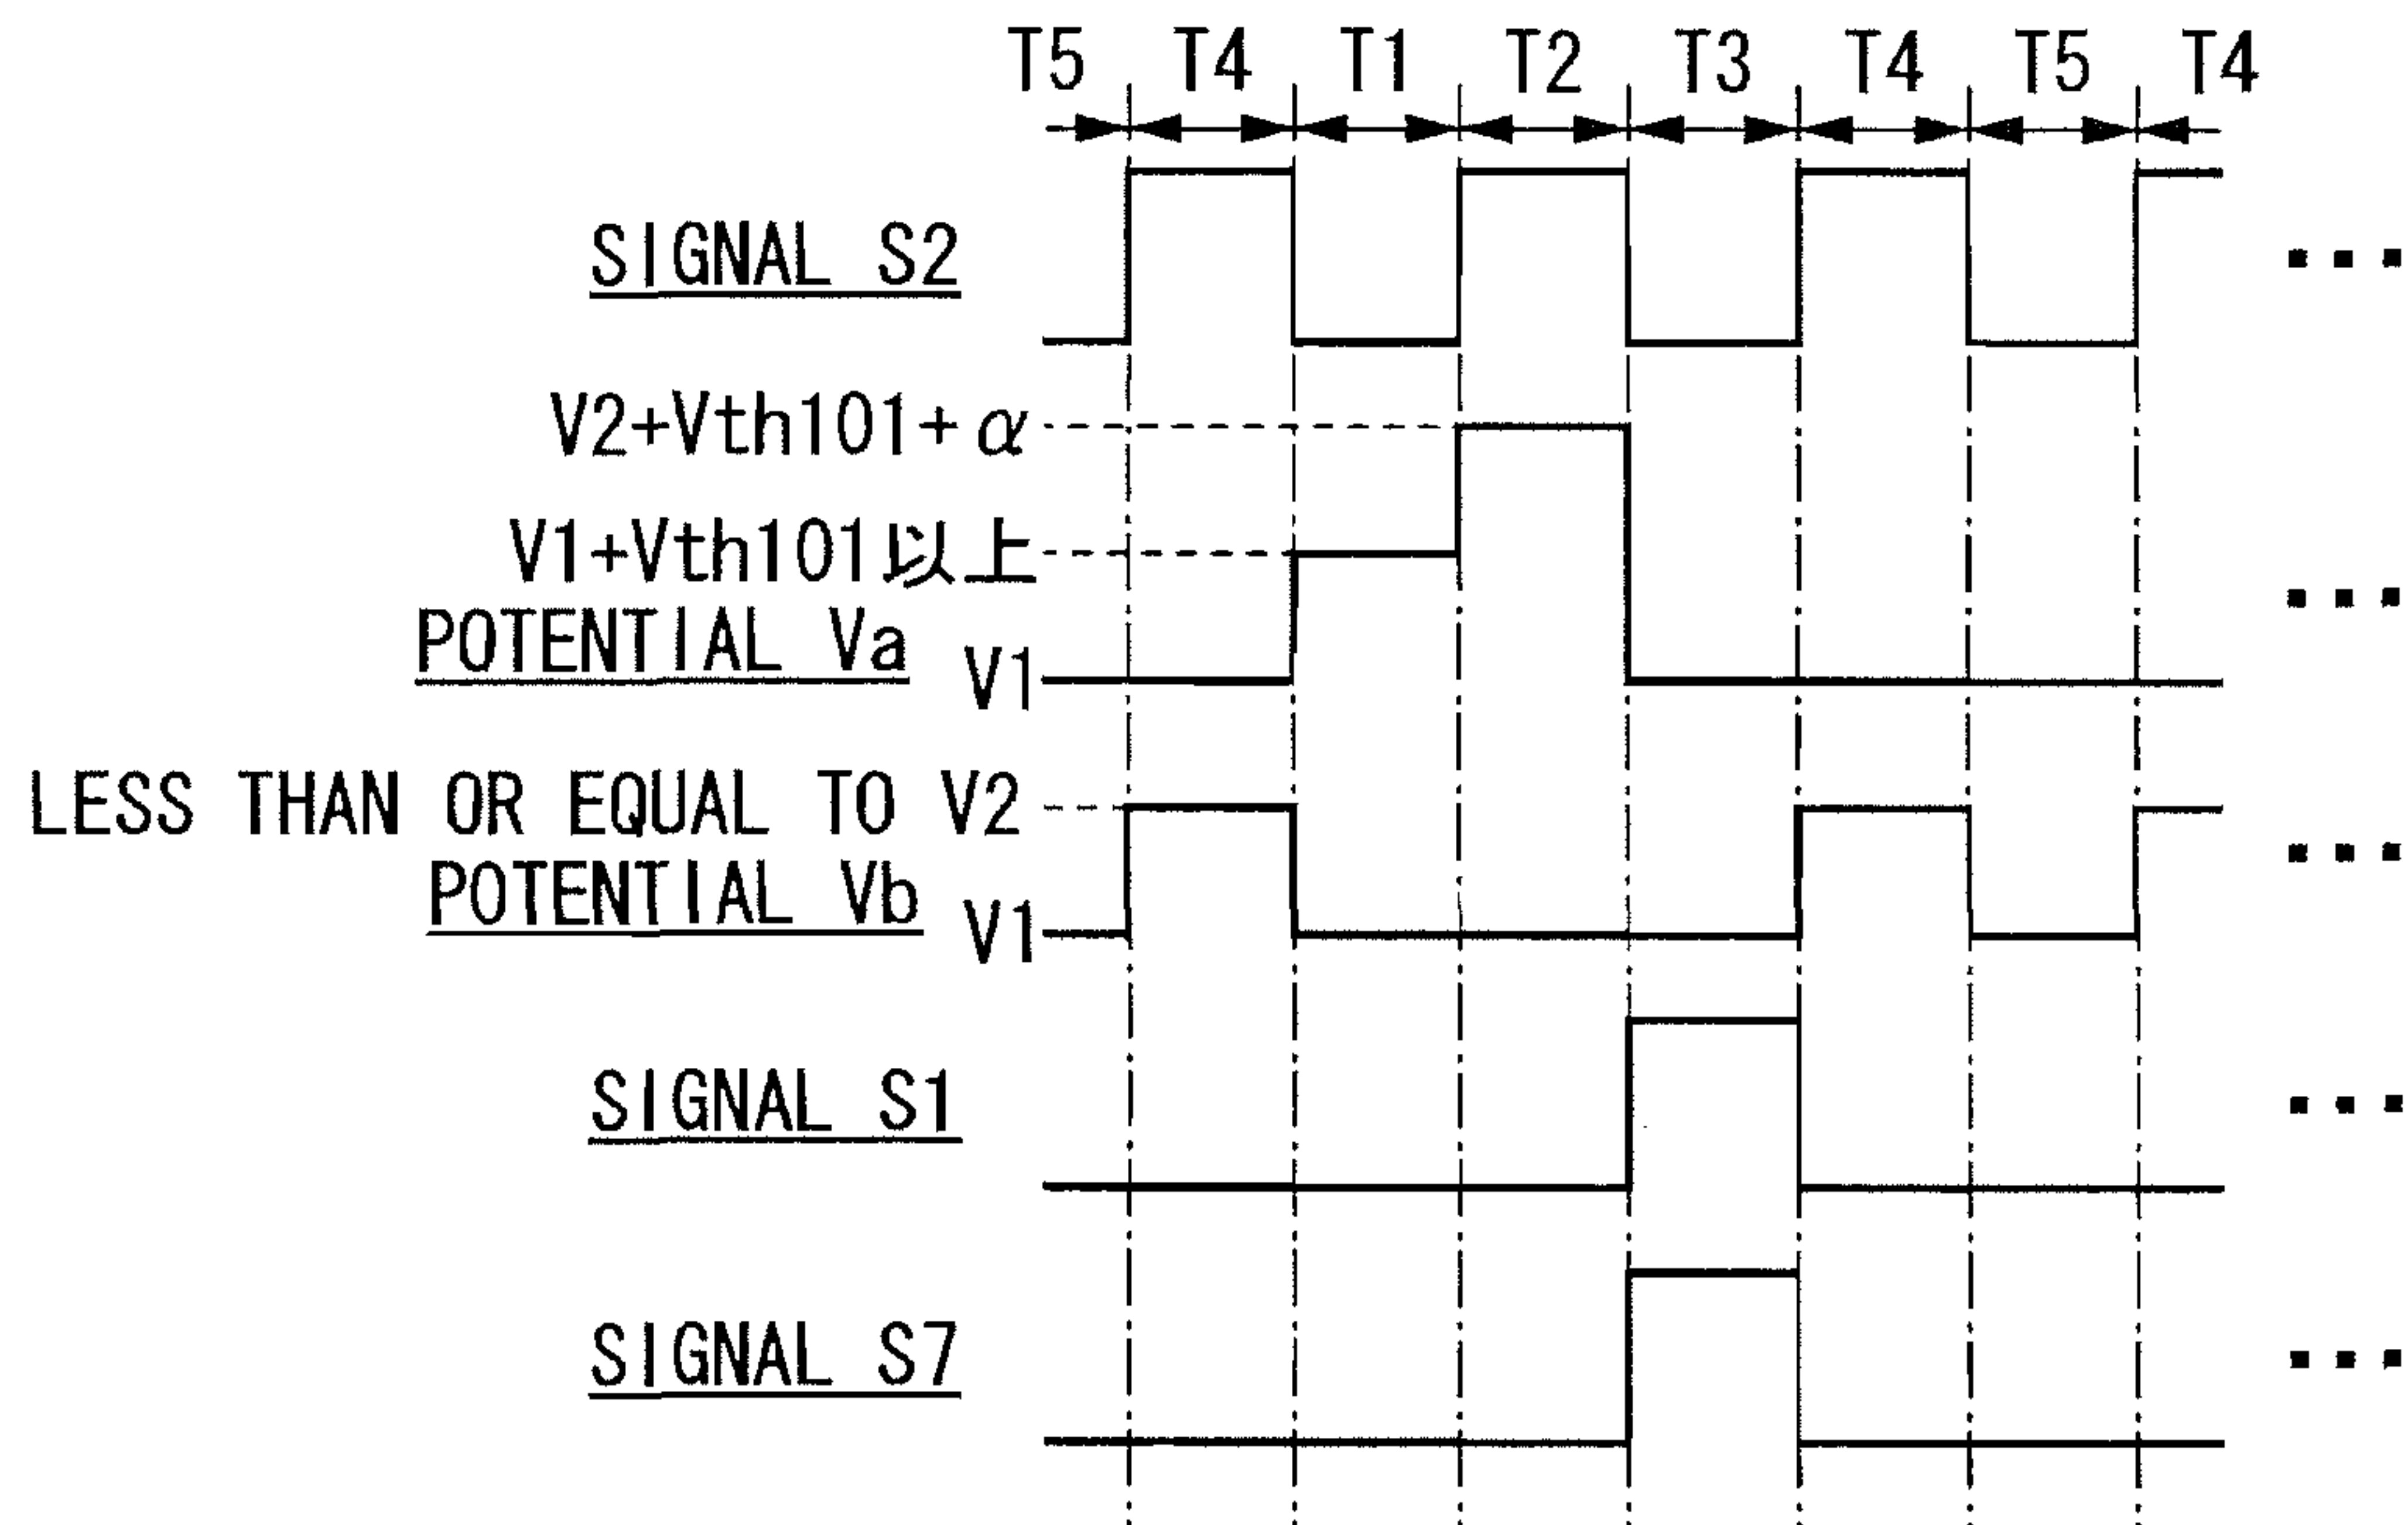 T5 T4 T1 T2 T3 T4 T5 T4
SIGNAL S2
V2+Vth101+α
V1+Vth101以上
POTENTIAL Va
V1
LESS THAN OR EQUAL TO V2
POTENTIAL Vb
V1
SIGNAL S1
SIGNAL S7